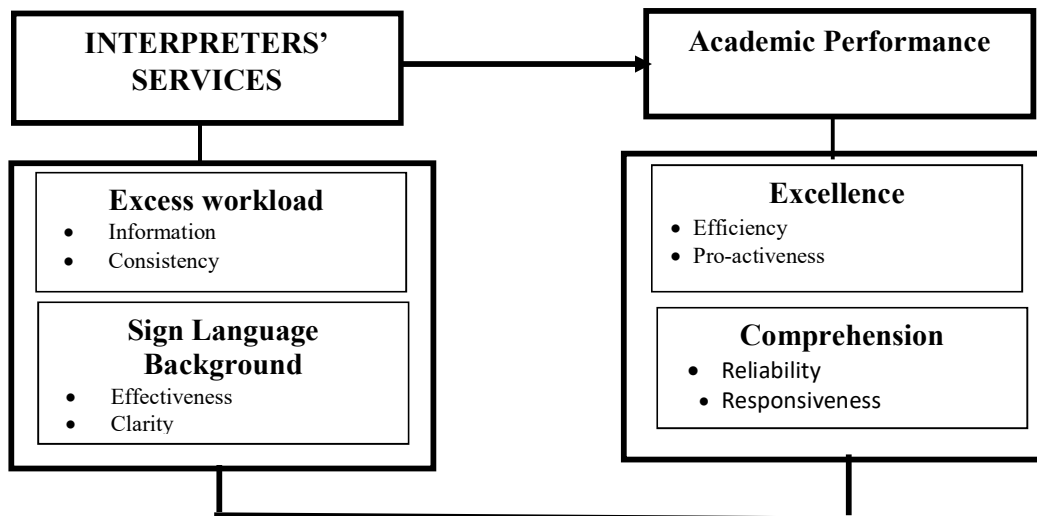 INTERPRETERS’
SERVICES
Academic Performance
Excess workload
• Information
• Consistency
Sign Language
Background
• Effectiveness
• Clarity
Excellence
• Efficiency
• Pro-activeness
Comprehension
• Reliability
• Responsiveness